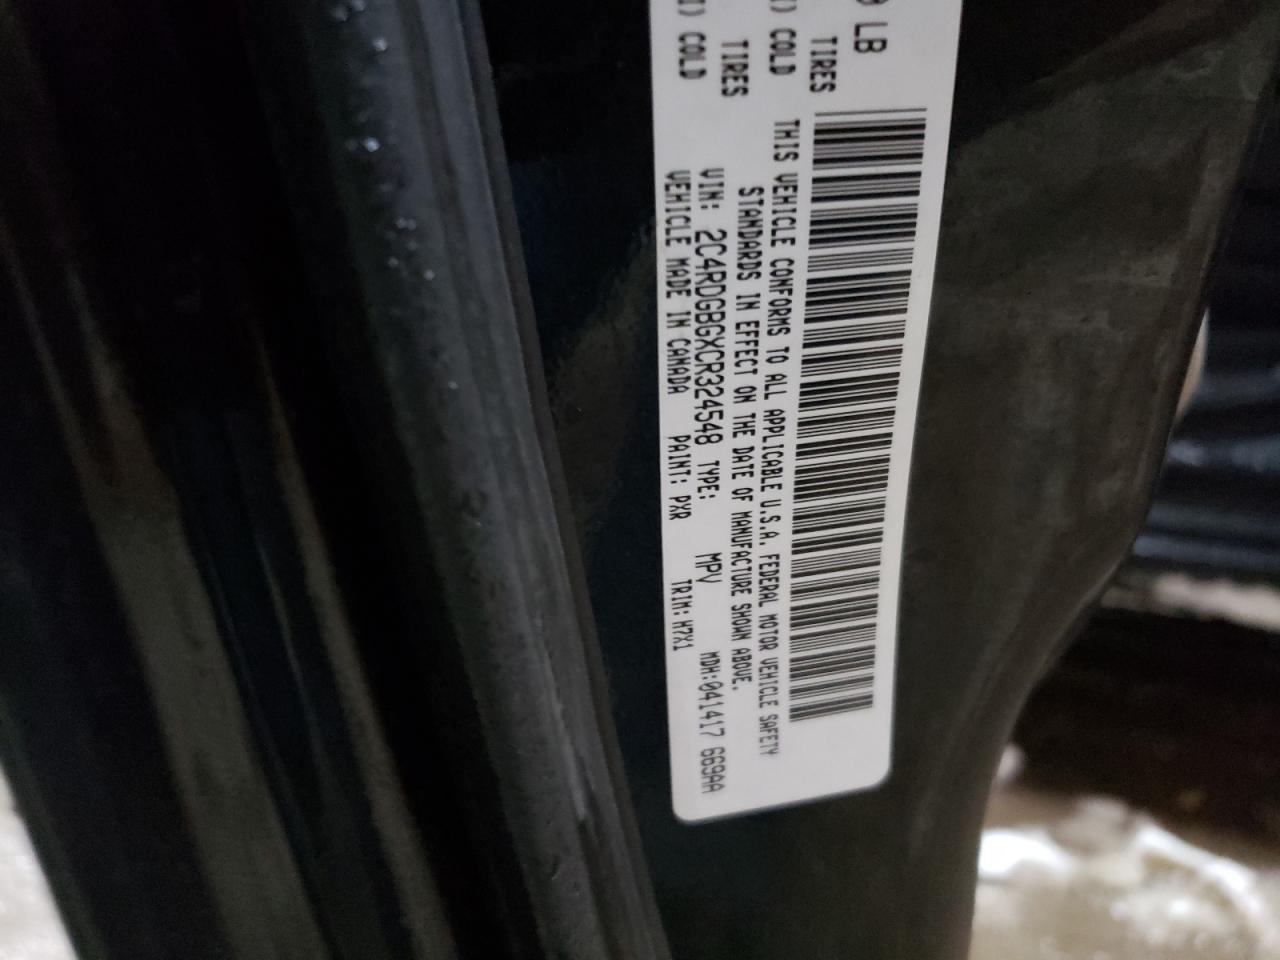 0 LB
I) COLD TIRES
I) COLD TIRES
THIS VEHICLE CONFORMS TO ALL APPLICABLE U.S.A. FEDERAL MOTOR VEHICLE SAFETY
STANDARDS IN EFFECT ON THE DATE OF MANUFACTURE SHOWN ABOVE.
VIN: 2C4RDGBGXCR324548 TYPE: MPV MDH:041417 669AA
VEHICLE MADE IN CANADA PAINT: PXR TRIM: H7X1